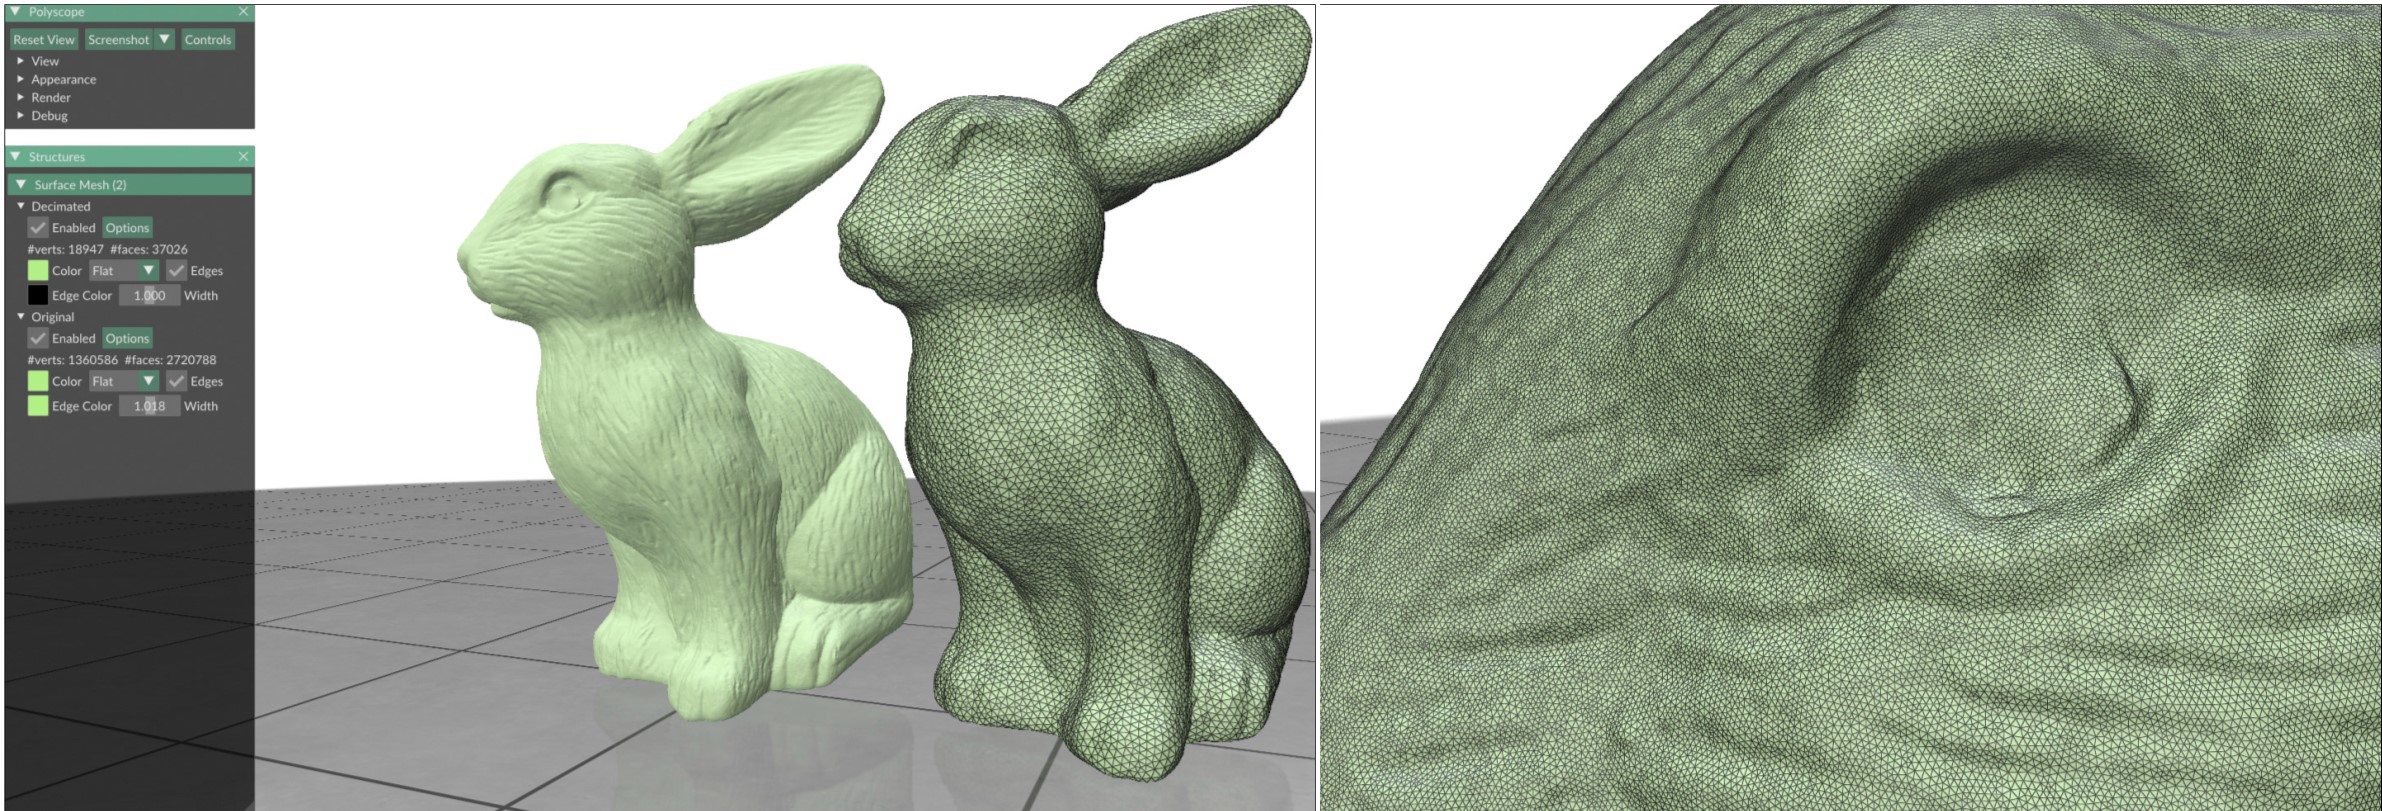 Polyscope
Reset View Screenshot Controls
View
Appearance
Render
Debug
Structures
Surface Mesh (2)
Decimated
Enabled Options
#verts: 18947 #faces: 37026
Color Flat Edges
Edge Color 1.000 Width
Original
Enabled Options
#verts: 1360586 #faces: 2720788
Color Flat Edges
Edge Color 1.018 Width